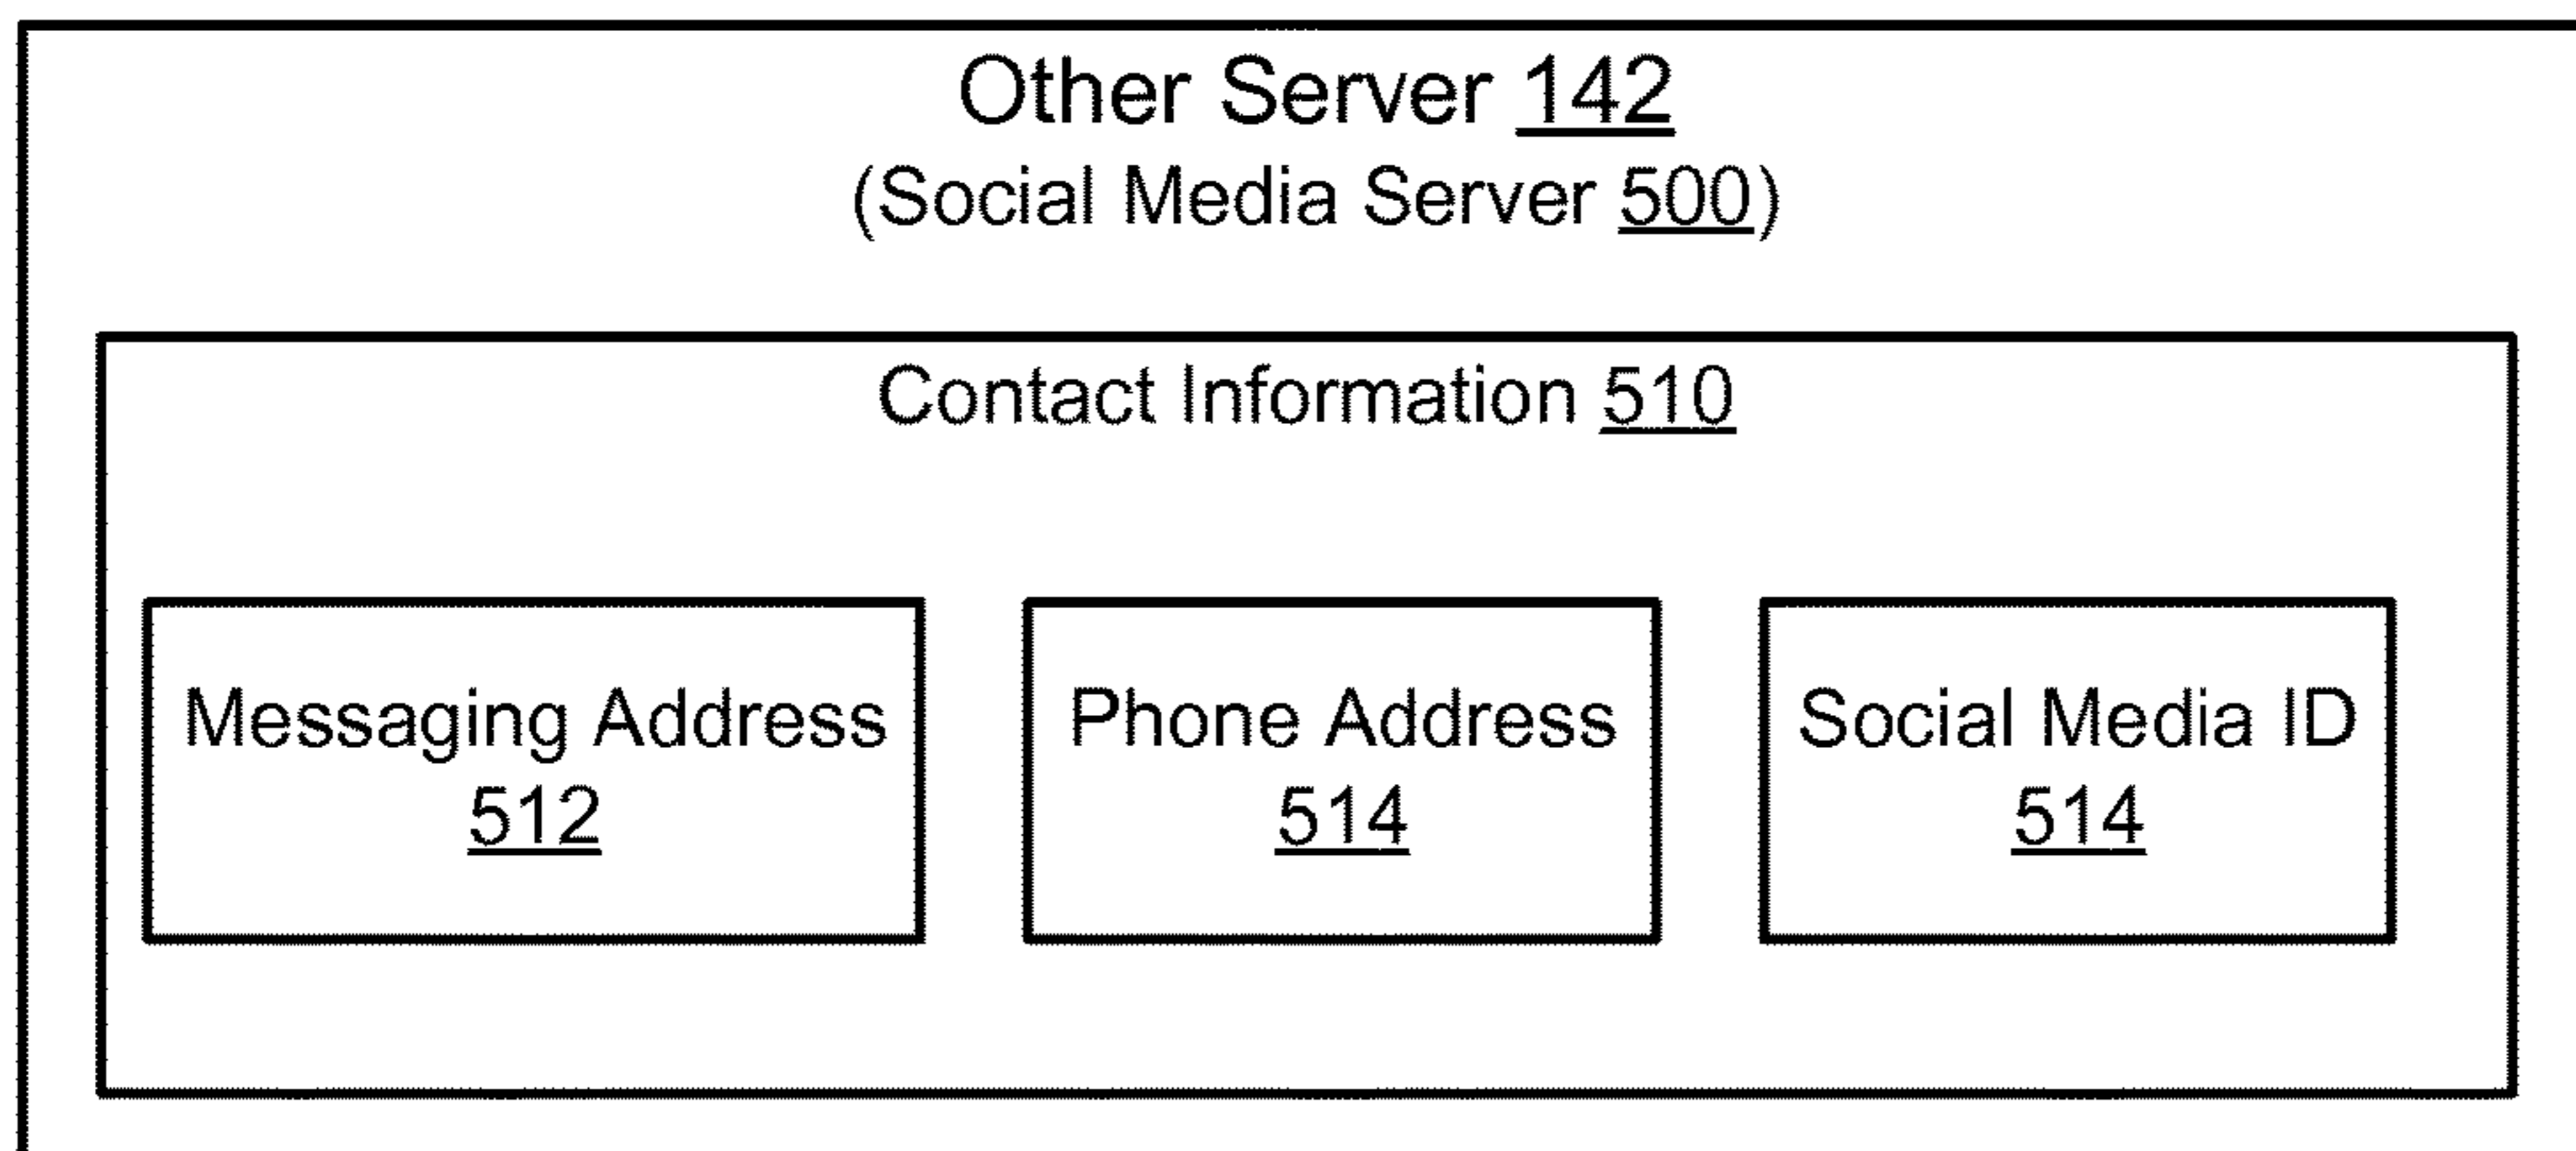 Other Server 142
(Social Media Server 500)
Contact Information 510
Messaging Address
512
Phone Address
514
Social Media ID
514